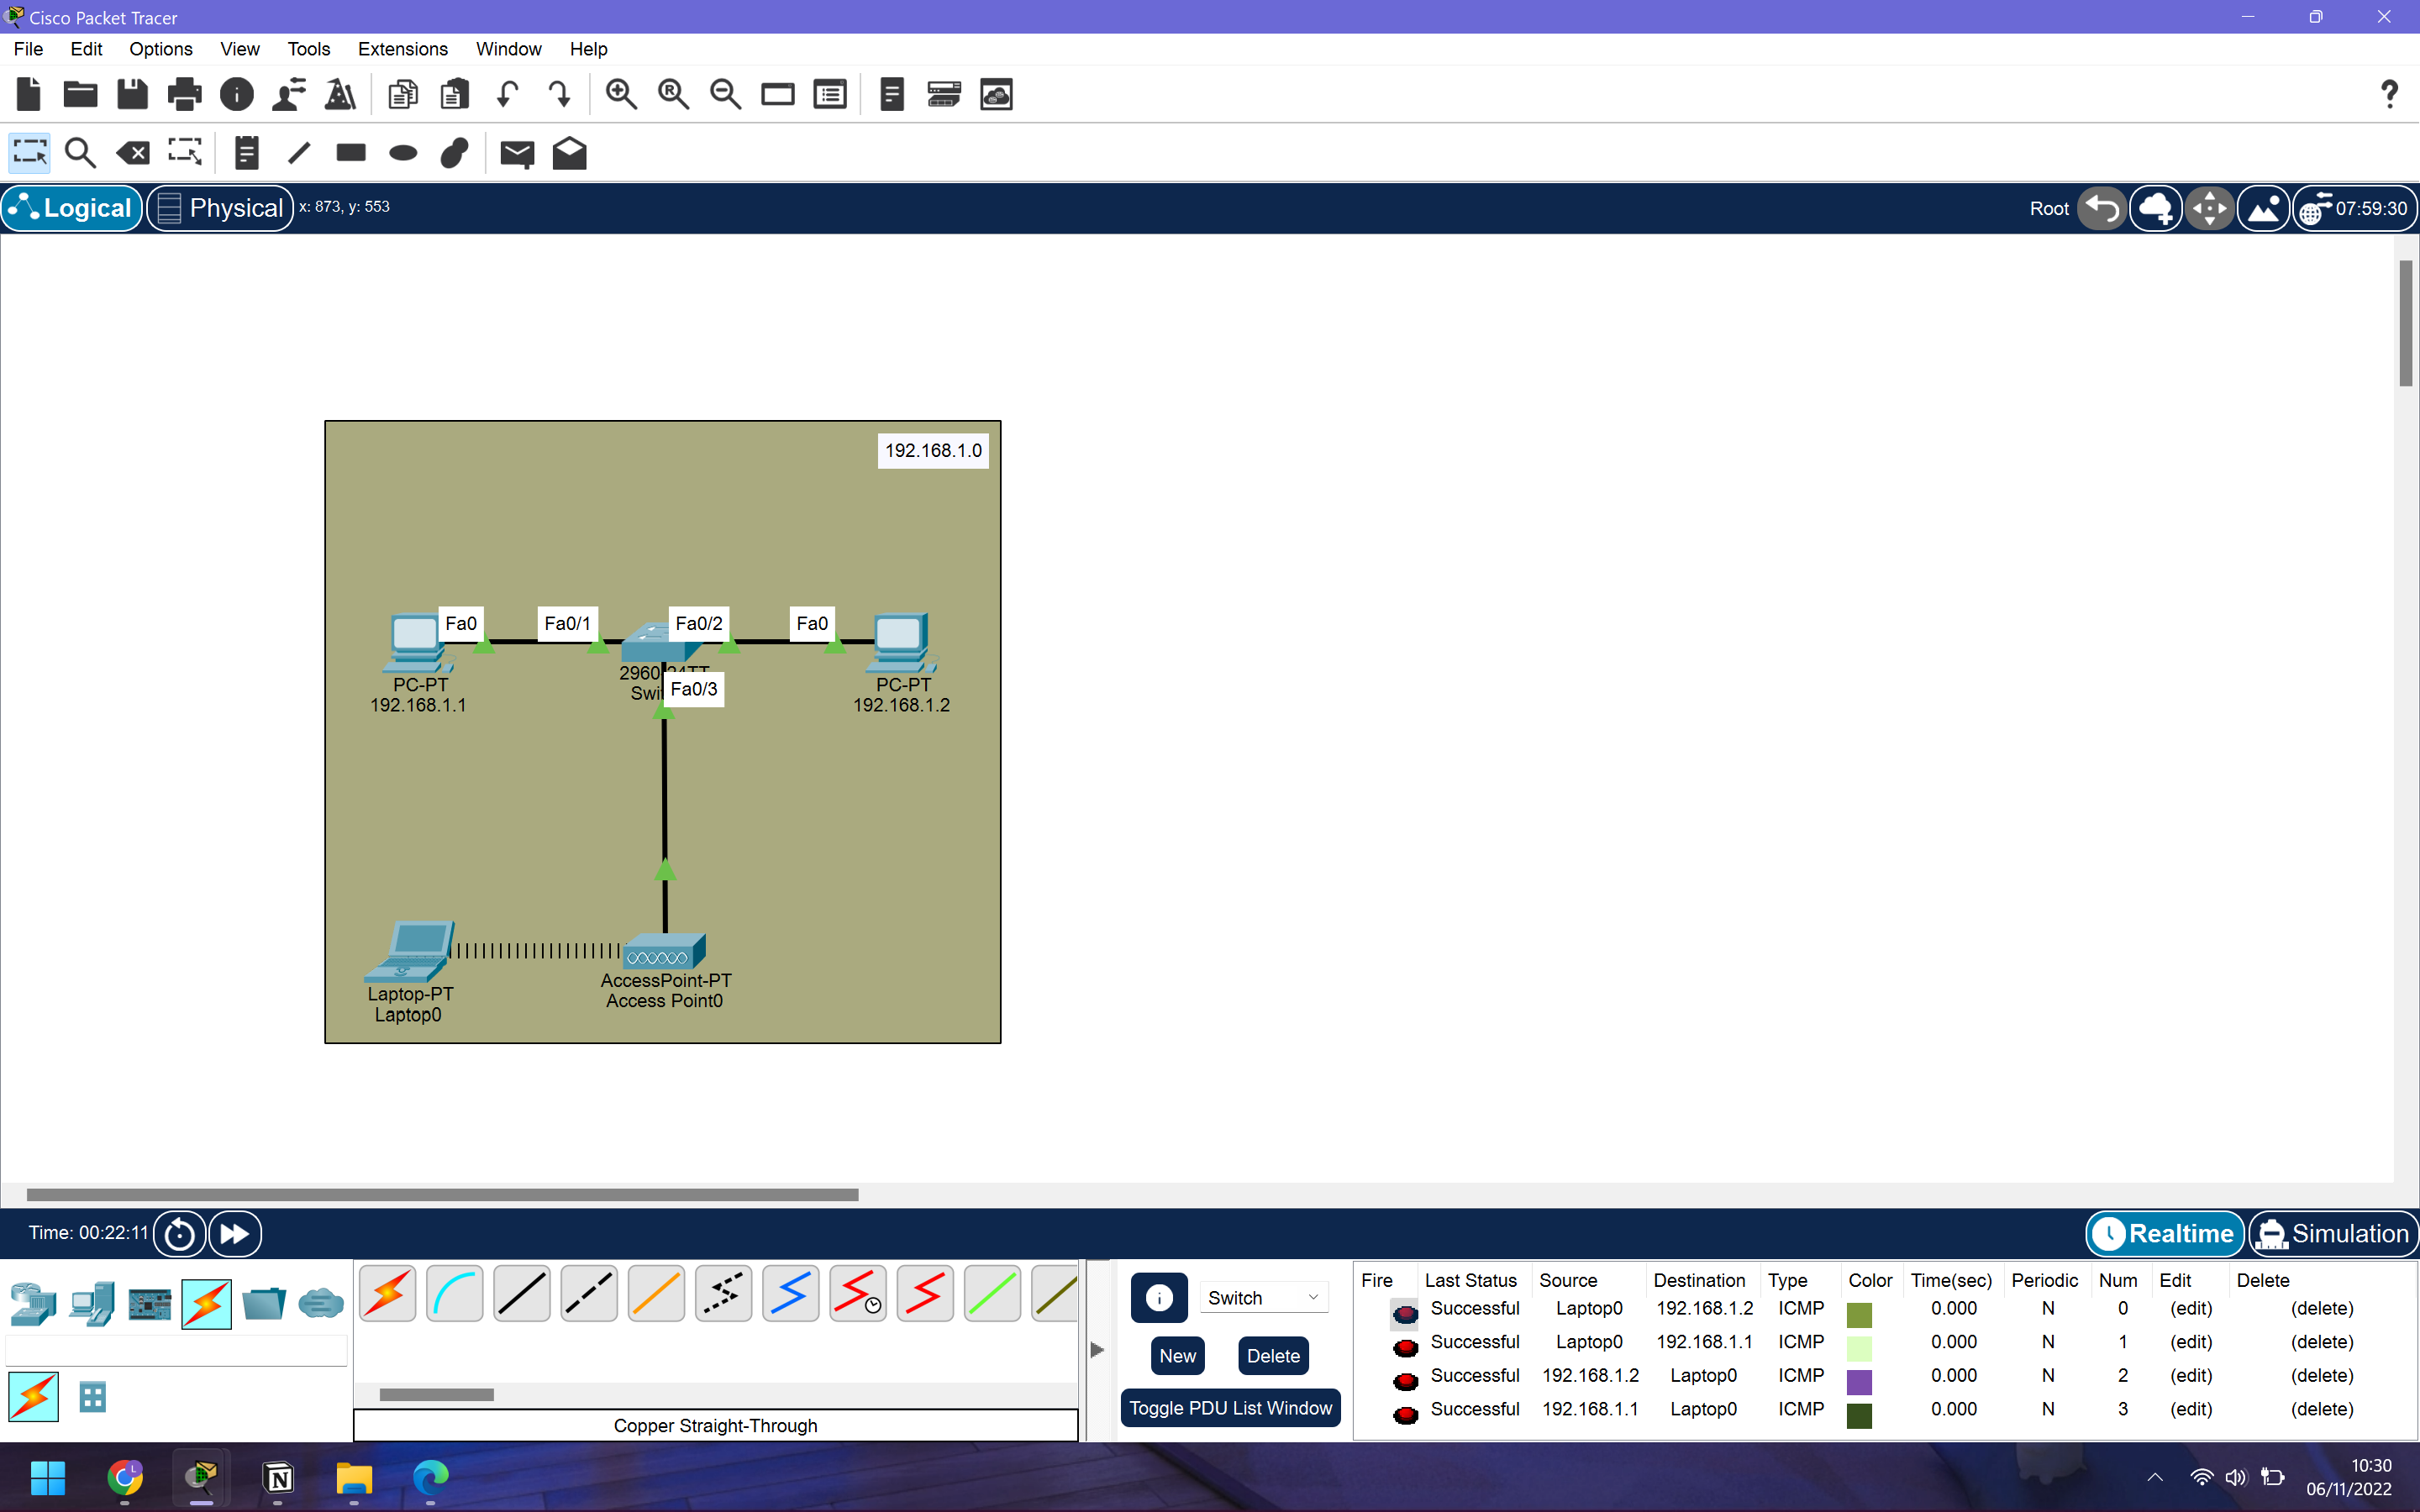 Cisco Packet Tracer
File Edit Options View Tools Extensions Window Help
Logical Physical x: 873, y: 553 Root 07:59:30
192.168.1.0
Fa0 Fa0/1 Fa0/2 Fa0
PC-PT
192.168.1.1
2960
Swi
Fa0/3
PC-PT
192.168.1.2
Laptop-PT
Laptop0
AccessPoint-PT
Access Point0
Time: 00:22:11 Realtime Simulation
Copper Straight-Through
Switch
New Delete
Toggle PDU List Window
Fire Last Status Source Destination Type Color Time(sec) Periodic Num Edit Delete
Successful Laptop0 192.168.1.2 ICMP 0.000 N 0 (edit) (delete)
Successful Laptop0 192.168.1.1 ICMP 0.000 N 1 (edit) (delete)
Successful 192.168.1.2 Laptop0 ICMP 0.000 N 2 (edit) (delete)
Successful 192.168.1.1 Laptop0 ICMP 0.000 N 3 (edit) (delete)
10:30
06/11/2022